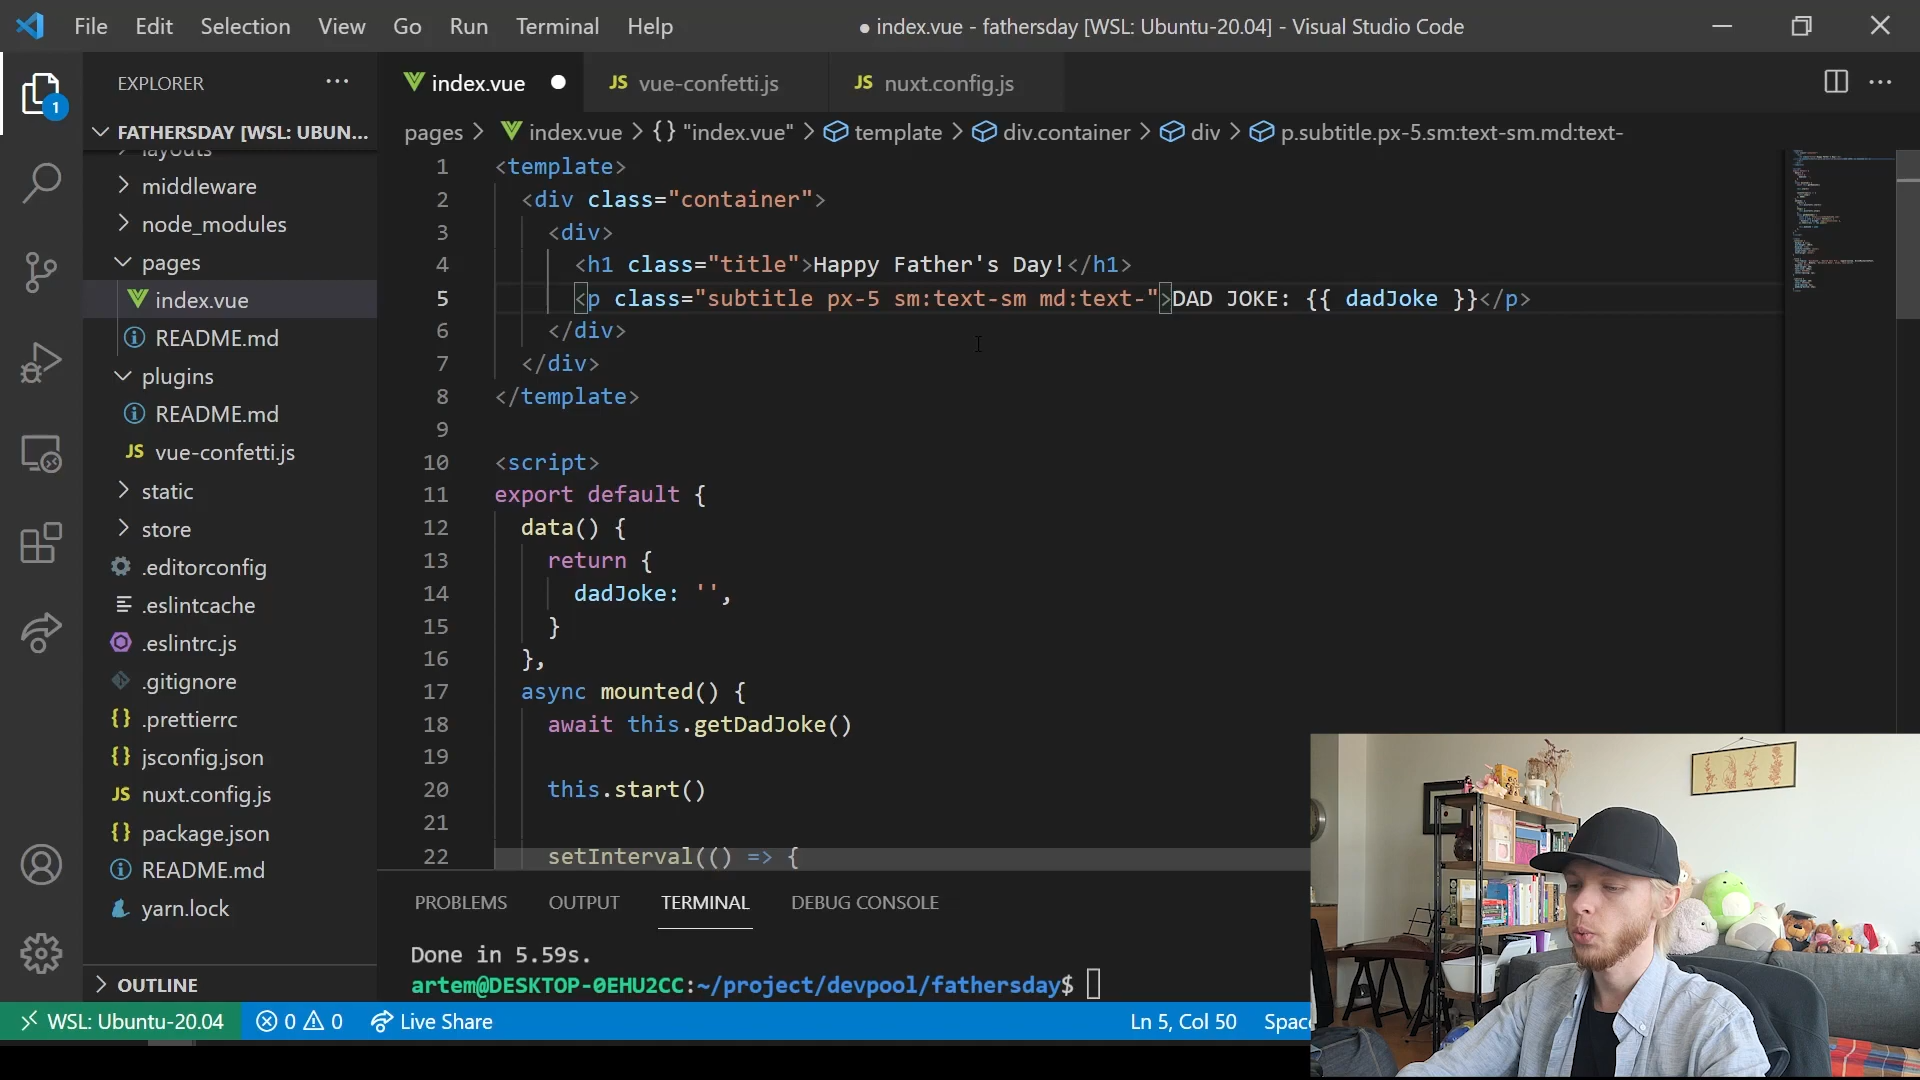 File Edit Selection View Go Run Terminal Help
● index.vue - fathersday [WSL: Ubuntu-20.04] - Visual Studio Code
EXPLORER
1
FATHERSDAY [WSL: UBUN...
layouts
middleware
node_modules
pages
index.vue
README.md
plugins
README.md
JS vue-confetti.js
static
store
.editorconfig
.eslintcache
.eslintrc.js
.gitignore
{} .prettierrc
{} jsconfig.json
JS nuxt.config.js
{} package.json
README.md
yarn.lock
OUTLINE
index.vue JS vue-confetti.js JS nuxt.config.js
pages > index.vue > {} "index.vue" > template > div.container > div > p.subtitle.px-5.sm:text-sm.md:text-
1 <template>
2 <div class="container">
3 <div>
4 <h1 class="title">Happy Father's Day!</h1>
5 <p class="subtitle px-5 sm:text-sm md:text-">DAD JOKE: {{ dadJoke }}</p>
6 </div>
7 </div>
8 </template>
9
10 <script>
11 export default {
12 data() {
13 return {
14 dadJoke: '',
15 }
16 },
17 async mounted() {
18 await this.getDadJoke()
19
20 this.start()
21
22 setInterval(() => {
PROBLEMS OUTPUT TERMINAL DEBUG CONSOLE
Done in 5.59s.
artem@DESKTOP-0EHU2CC:~/project/devpool/fathersday$
WSL: Ubuntu-20.04 0 0 Live Share Ln 5, Col 50 Spac